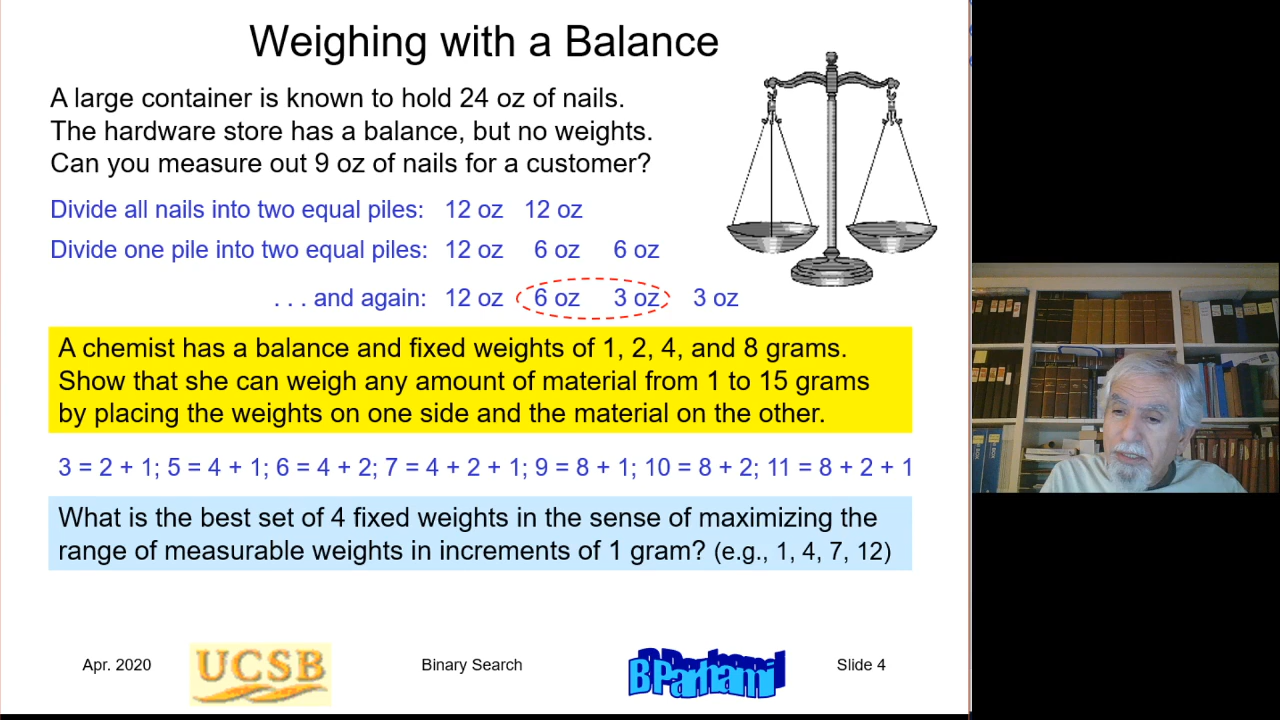 Weighing with a Balance
A large container is known to hold 24 oz of nails.
The hardware store has a balance, but no weights.
Can you measure out 9 oz of nails for a customer?
Divide all nails into two equal piles: 12 oz 12 oz
Divide one pile into two equal piles: 12 oz 6 oz 6 oz
. . . and again: 12 oz 6 oz 3 oz 3 oz
A chemist has a balance and fixed weights of 1, 2, 4, and 8 grams.
Show that she can weigh any amount of material from 1 to 15 grams
by placing the weights on one side and the material on the other.
3 = 2 + 1; 5 = 4 + 1; 6 = 4 + 2; 7 = 4 + 2 + 1; 9 = 8 + 1; 10 = 8 + 2; 11 = 8 + 2 + 1
What is the best set of 4 fixed weights in the sense of maximizing the
range of measurable weights in increments of 1 gram? (e.g., 1, 4, 7, 12)
Apr. 2020 UCSB Binary Search B Parhami Slide 4